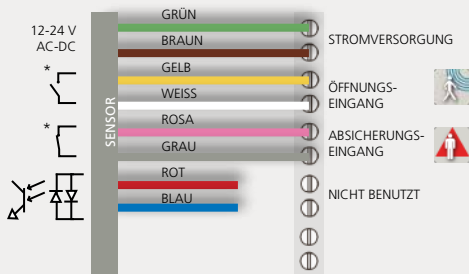 GRÜN
12-24 V
AC-DC
STROMVERSORGUNG
BRAUN
GELB
*
ÖFFNUNGS-
EINGANG
WEISS
ROSA
*
ABSICHERUNGS-
EINGANG
GRAU
SENSOR
ROT
NICHT BENUTZT
BLAU